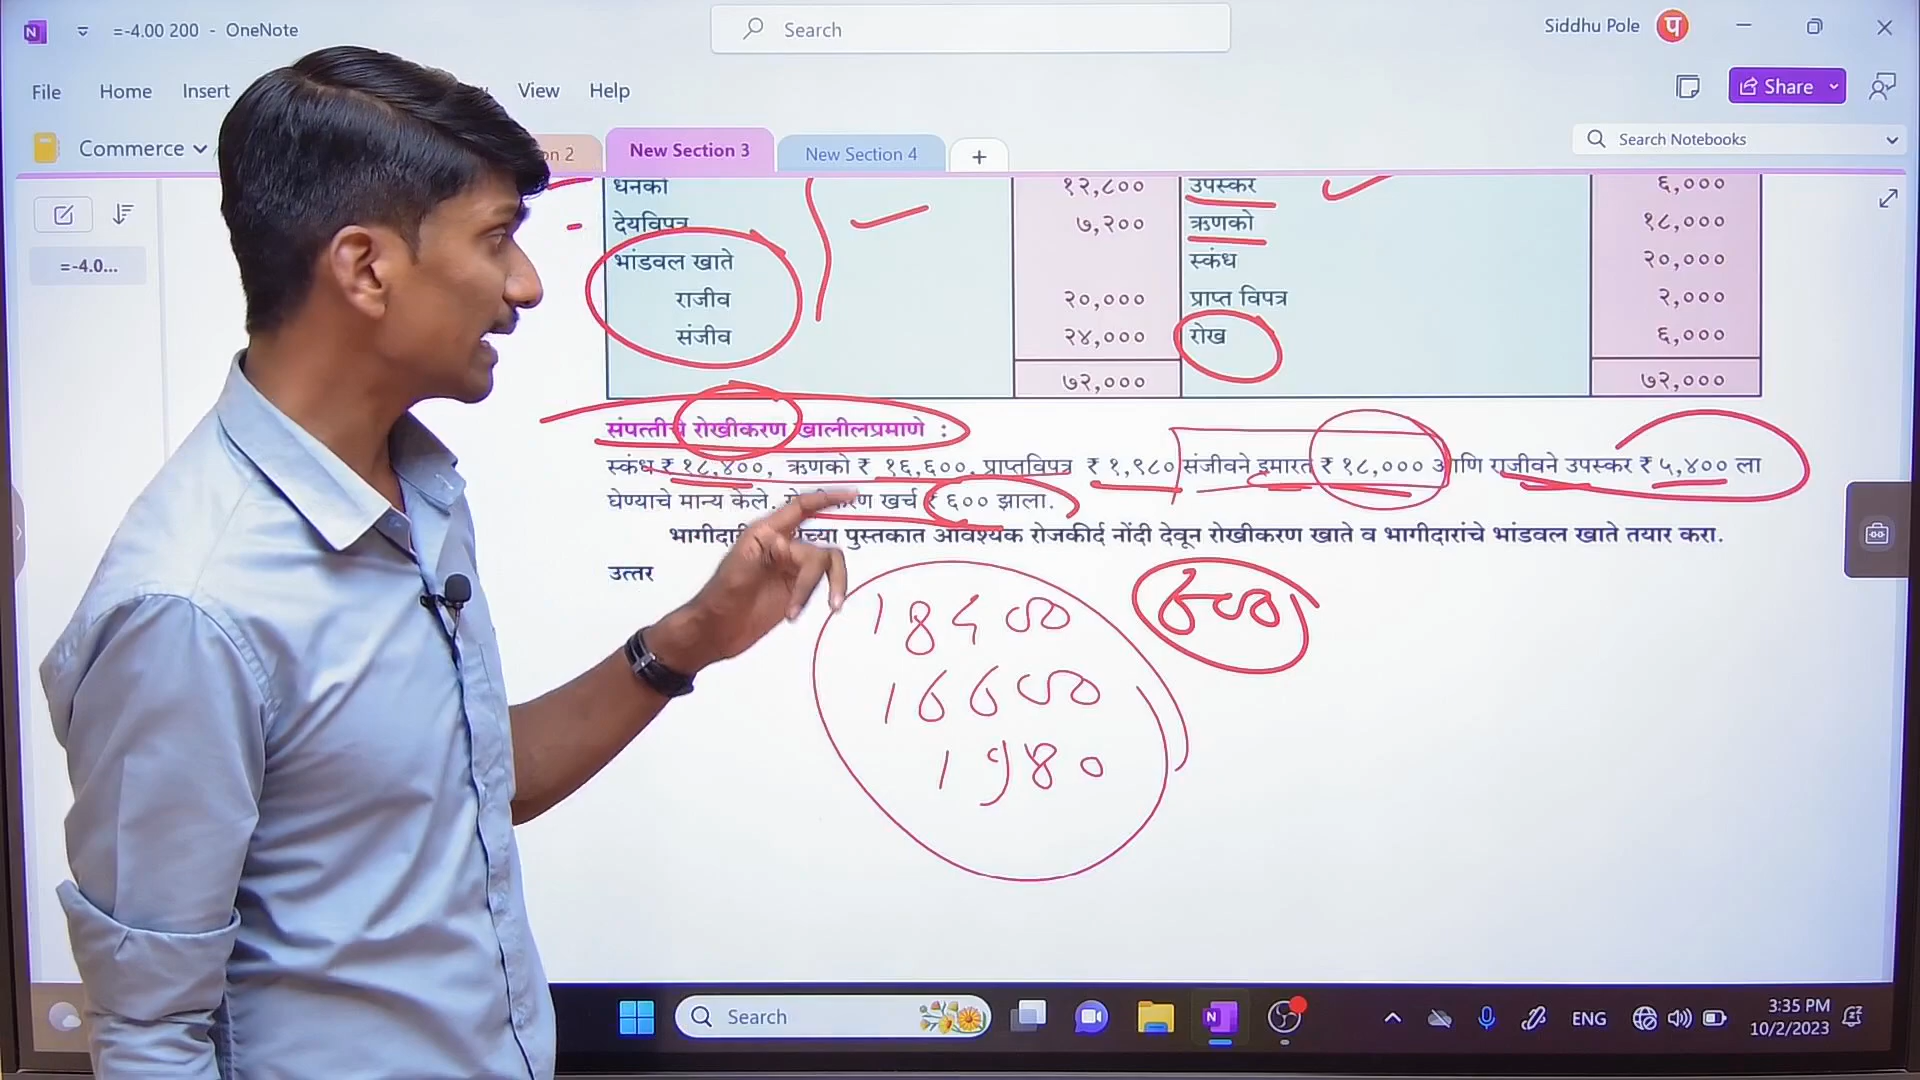 =-4.00 200 - OneNote
Search
Siddhu Pole
प
File Home Insert View Help
Share
Commerce
on 2
New Section 3
New Section 4
+
Search Notebooks
=-4.0...
धनको १२,८०० उपस्कर ६,०००
देयविपत्र ७,२०० ऋणको १८,०००
भांडवल खाते स्कंध २०,०००
राजीव २०,००० प्राप्त विपत्र २,०००
संजीव २४,००० रोख ६,०००
७२,००० ७२,०००
संपत्तीचे रोखीकरण खालीलप्रमाणे :
स्कंध ₹ १८,४००, ऋणको ₹ १६,६००, प्राप्तविपत्र ₹ १,९८० संजीवने इमारत ₹ १८,००० आणि राजीवने उपस्कर ₹ ५,४०० ला
घेण्याचे मान्य केले. खर्च ₹ ६०० झाला.
पुस्तकात आवश्यक रोजकीर्द नोंदी देवून रोखीकरण खाते व भागीदारांचे भांडवल खाते तयार करा.
उत्तर
18400
16600
1980
Search
ENG
3:35 PM
10/2/2023